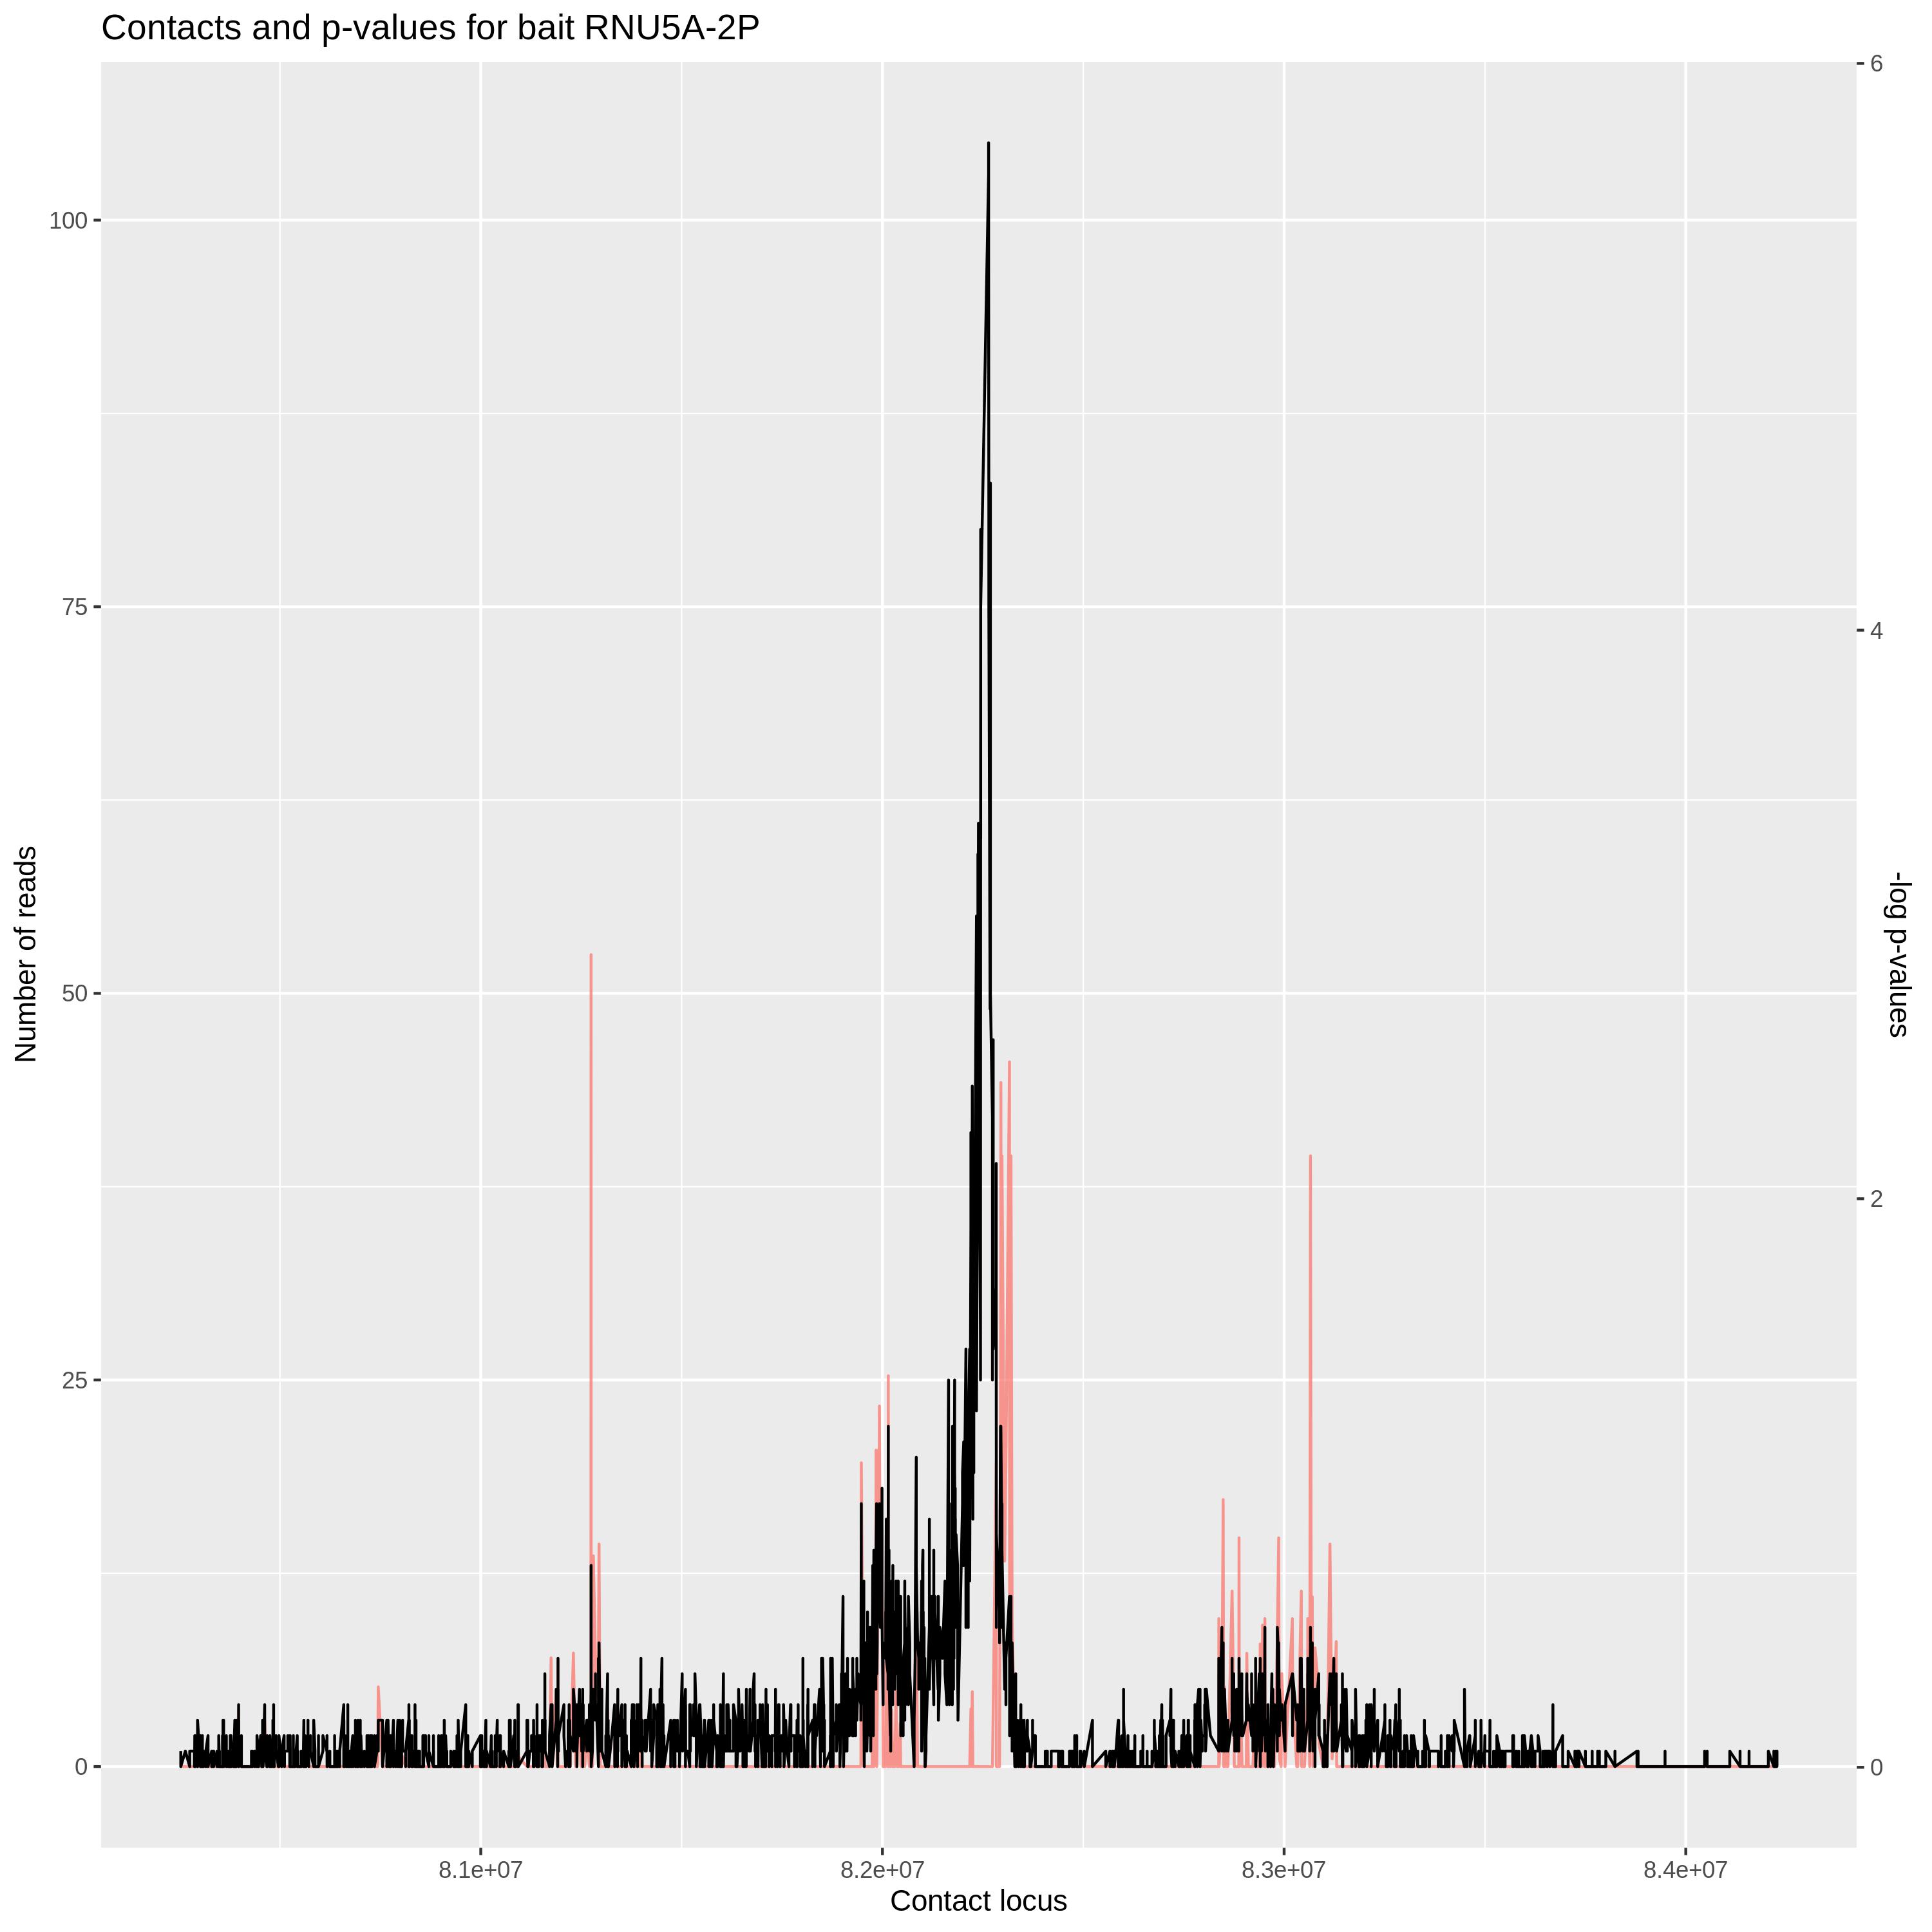 Contacts and p-values for bait RNU5A-2P
6
100
75
4
Number of reads
-log p-values
50
2
25
0
0
8.1e+07
8.2e+07
8.3e+07
8.4e+07
Contact locus